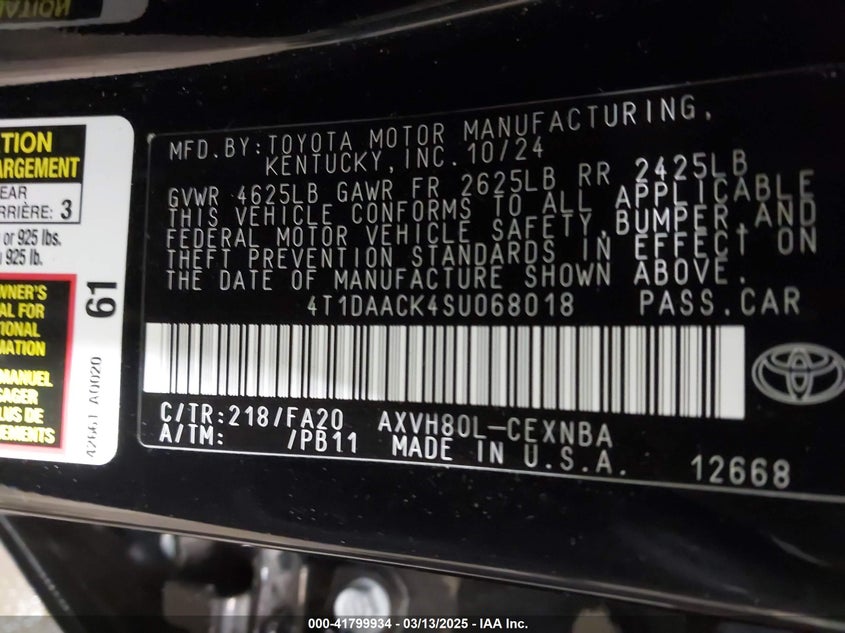 TION
ARGEMENT
EAR
RRIÈRE: 3
or 925 lbs.
925 lb.
WNER'S
AL FOR
TIONAL
MATION
MANUEL
AGER
LUS DE
NEMENTS
61
42661 A0020
MFD.BY:TOYOTA MOTOR MANUFACTURING,
KENTUCKY,INC.10/24
GVWR 4625LB GAWR FR 2625LB RR 2425LB
THIS VEHICLE CONFORMS TO ALL APPLICABLE
FEDERAL MOTOR VEHICLE SAFETY,BUMPER,AND
THEFT PREVENTION STANDARDS IN EFFECT ON
THE DATE OF MANUFACTURE SHOWN ABOVE.
4T1DAACK4SU068018 PASS.CAR
C/TR:218/FA20 AXVH80L-CEXNBA
A/TM: /PB11 MADE IN U.S.A.
12668
000-41799934 — 03/13/2025 — IAA Inc.